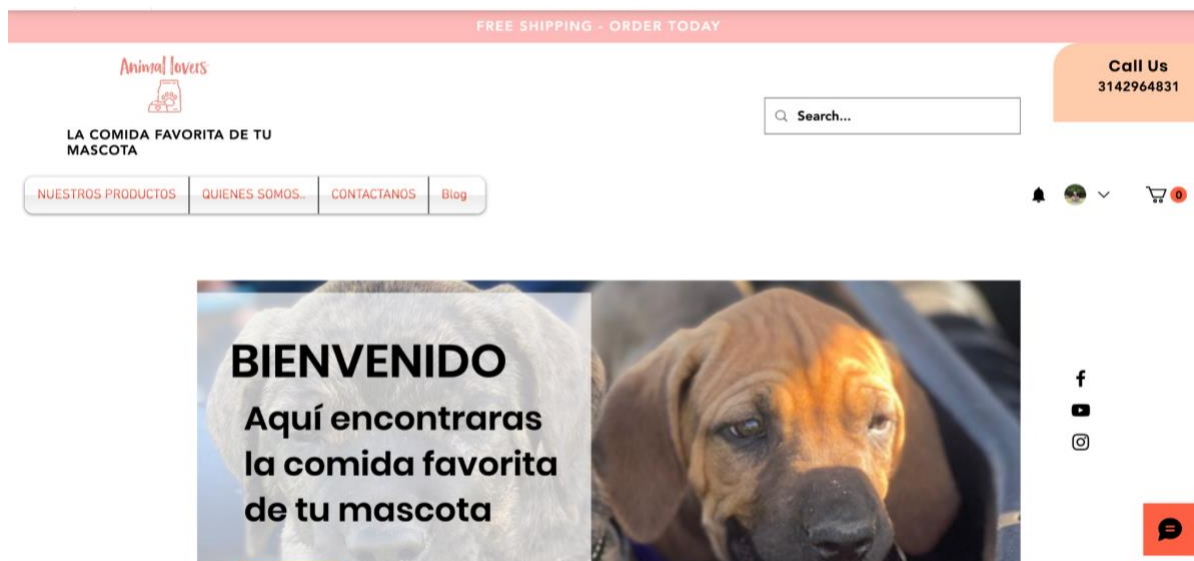 FREE SHIPPING - ORDER TODAY
Animal lovers
Call Us
3142964831
Search...
LA COMIDA FAVORITA DE TU
MASCOTA
NUESTROS PRODUCTOS
QUIENES SOMOS..
CONTACTANOS
Blog
0
BIENVENIDO
Aquí encontraras
la comida favorita
de tu mascota